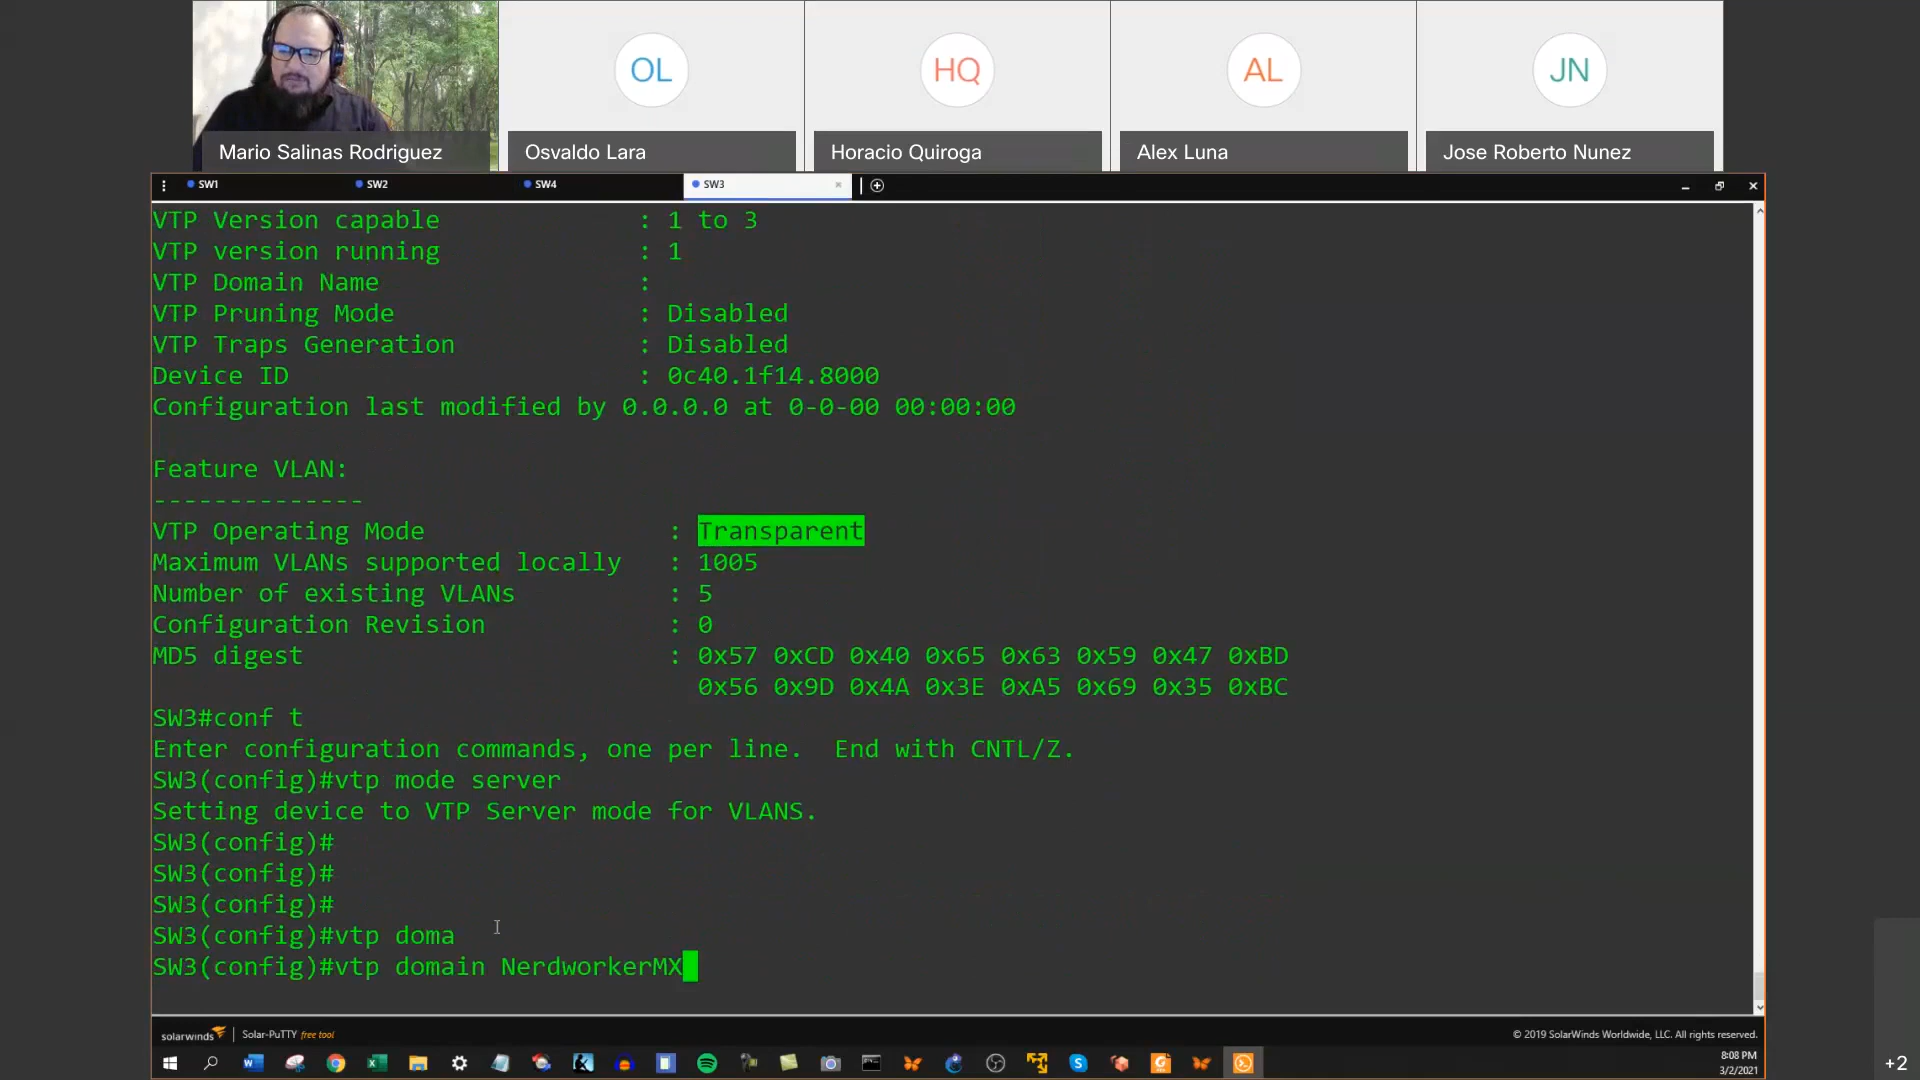 OL
HQ
AL
JN
Mario Salinas Rodriguez
Osvaldo Lara
Horacio Quiroga
Alex Luna
Jose Roberto Nunez
SW1
SW2
SW4
SW3
VTP Version capable : 1 to 3
VTP version running : 1
VTP Domain Name :
VTP Pruning Mode : Disabled
VTP Traps Generation : Disabled
Device ID : 0c40.1f14.8000
Configuration last modified by 0.0.0.0 at 0-0-00 00:00:00
Feature VLAN:
--------------
VTP Operating Mode : Transparent
Maximum VLANs supported locally : 1005
Number of existing VLANs : 5
Configuration Revision : 0
MD5 digest : 0x57 0xCD 0x40 0x65 0x63 0x59 0x47 0xBD
0x56 0x9D 0x4A 0x3E 0xA5 0x69 0x35 0xBC
SW3#conf t
Enter configuration commands, one per line. End with CNTL/Z.
SW3(config)#vtp mode server
Setting device to VTP Server mode for VLANS.
SW3(config)#
SW3(config)#
SW3(config)#
SW3(config)#vtp doma
SW3(config)#vtp domain NerdworkerMX
solarwinds Solar-PuTTY free tool
© 2019 SolarWinds Worldwide, LLC. All rights reserved.
8:08 PM
3/2/2021
+2